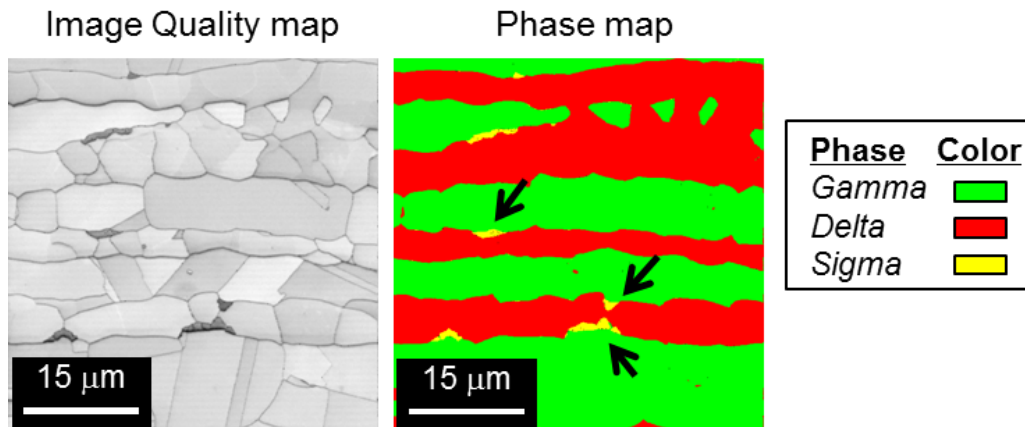 Image Quality map
Phase map
15 μm
15 μm
Phase Color
Gamma
Delta
Sigma